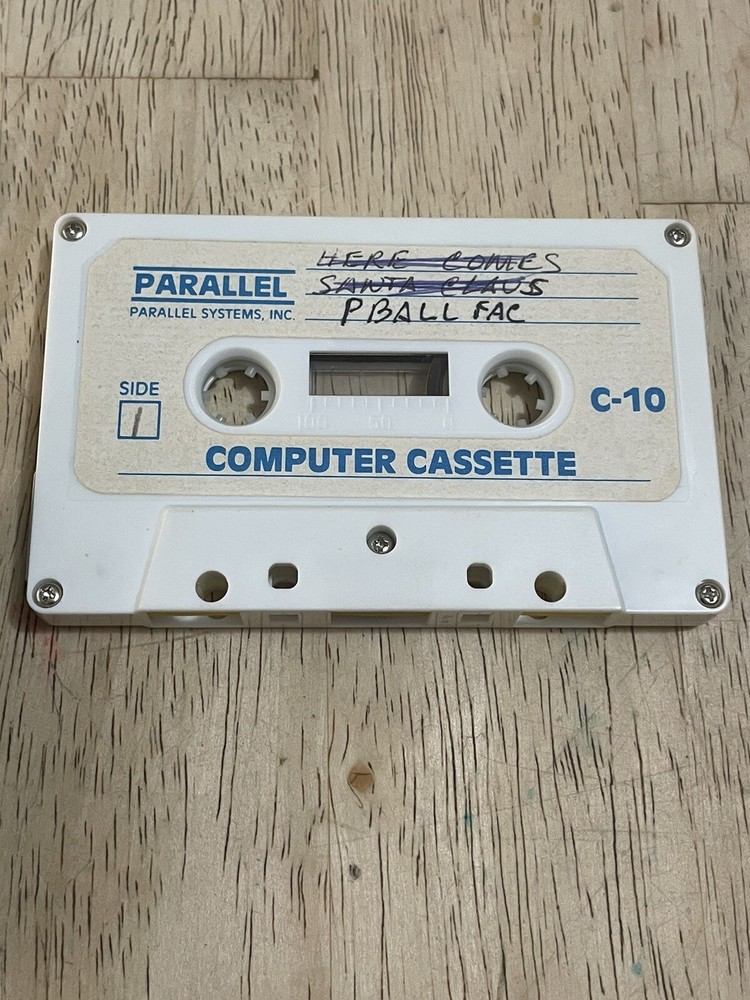 HERE COMES
SANTA CLAUS
PBALL FAC
PARALLEL
PARALLEL SYSTEMS, INC.
SIDE
1
C-10
100 50 0
COMPUTER CASSETTE